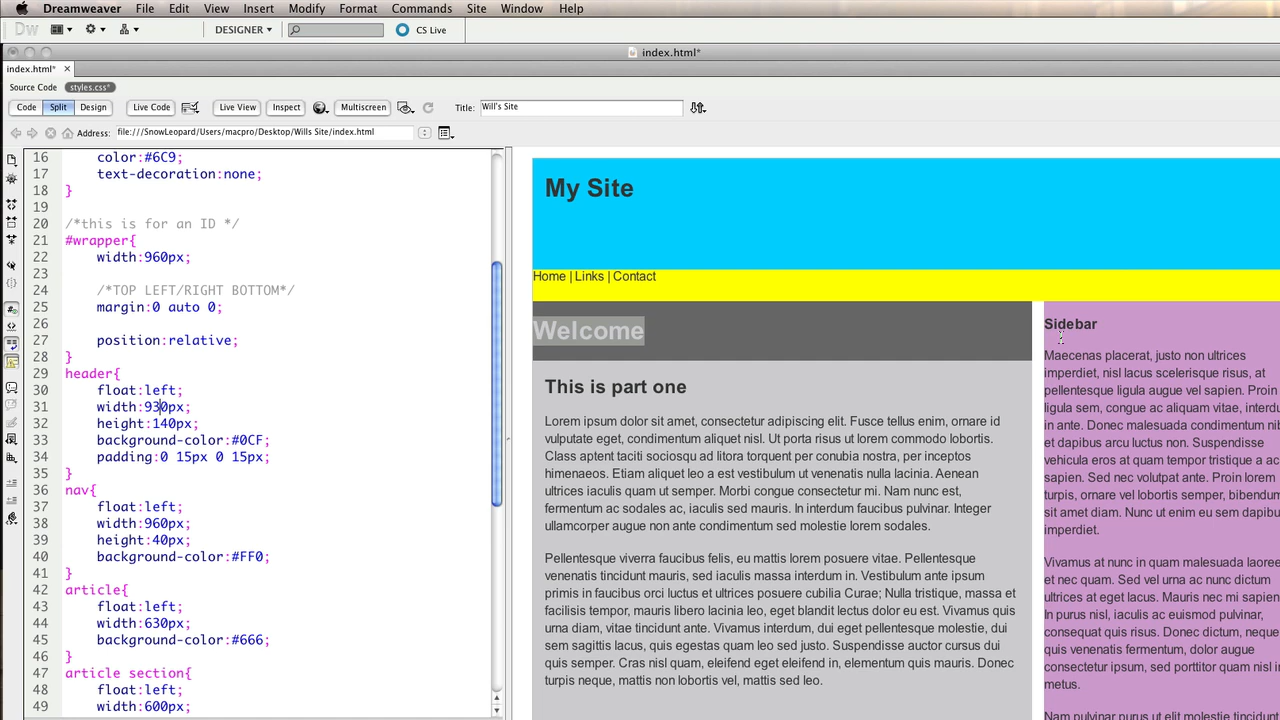 Dreamweaver File Edit View Insert Modify Format Commands Site Window Help
Dw DESIGNER CS Live
index.html*
index.html*
Source Code styles.css*
Code Split Design Live Code Live View Inspect Multiscreen Title: Will's Site
Address: file:///SnowLeopard/Users/macpro/Desktop/Wills Site/index.html
16 color:#6C9;
17 text-decoration:none;
18 }
19
20 /*this is for an ID */
21 #wrapper{
22 width:960px;
23
24 /*TOP LEFT/RIGHT BOTTOM*/
25 margin:0 auto 0;
26
27 position:relative;
28 }
29 header{
30 float:left;
31 width:930px;
32 height:140px;
33 background-color:#0CF;
34 padding:0 15px 0 15px;
35 }
36 nav{
37 float:left;
38 width:960px;
39 height:40px;
40 background-color:#FF0;
41 }
42 article{
43 float:left;
44 width:630px;
45 background-color:#666;
46 }
47 article section{
48 float:left;
49 width:600px;
My Site
Home | Links | Contact
Welcome
This is part one
Lorem ipsum dolor sit amet, consectetur adipiscing elit. Fusce tellus enim, ornare id
vulputate eget, condimentum aliquet nisl. Ut porta risus ut lorem commodo lobortis.
Class aptent taciti sociosqu ad litora torquent per conubia nostra, per inceptos
himenaeos. Etiam aliquet leo a est vestibulum ut venenatis nulla lacinia. Aenean
ultrices iaculis quam ut semper. Morbi congue consectetur mi. Nam nunc est,
fermentum ac sodales ac, iaculis sed mauris. In interdum faucibus pulvinar. Integer
ullamcorper augue non ante condimentum sed molestie lorem sodales.
Pellentesque viverra faucibus felis, eu mattis lorem posuere vitae. Pellentesque
venenatis tincidunt mauris, sed iaculis massa interdum in. Vestibulum ante ipsum
primis in faucibus orci luctus et ultrices posuere cubilia Curae; Nulla tristique, massa et
facilisis tempor, mauris libero lacinia leo, eget blandit lectus dolor eu est. Vivamus quis
urna diam, vitae tincidunt ante. Vivamus interdum, dui eget pellentesque molestie, dui
sem sagittis lacus, quis egestas quam leo sed justo. Suspendisse auctor cursus dui
quis semper. Cras nisl quam, eleifend eget eleifend in, elementum quis mauris. Donec
turpis neque, mattis non lobortis vel, mattis sed leo.
Sidebar
Maecenas placerat, justo non ultrices
imperdiet, nisl lacus scelerisque risus, at
pellentesque ligula augue vel sapien. Proin
ligula sem, congue ac aliquam vitae, interdu
in ante. Donec malesuada condimentum nib
et dapibus arcu luctus non. Suspendisse
vehicula eros at quam tempor tristique a ac
sapien. Sed nec volutpat ante. Proin lorem
turpis, ornare vel lobortis semper, bibendum
sit amet diam. Nunc ut enim eu sem dapibu
imperdiet.
Vivamus at nunc in quam malesuada laoree
et nec quam. Sed vel urna ac nunc dictum
ultrices at eget lacus. Mauris nec mi sapien
In purus nisl, iaculis ac euismod pulvinar,
consequat quis risus. Donec dictum, neque
quis venenatis fermentum, dolor augue
consectetur ipsum, sed porttitor quam nisl
metus.
Nam pulvinar purus ut elit molestie tincidunt